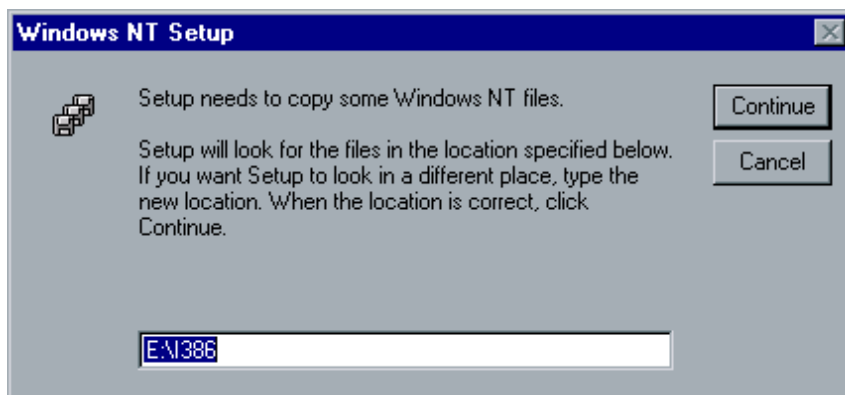 Windows NT Setup
Setup needs to copy some Windows NT files.
Continue
Setup will look for the files in the location specified below.
If you want Setup to look in a different place, type the
new location. When the location is correct, click
Continue.
Cancel
E:\I386